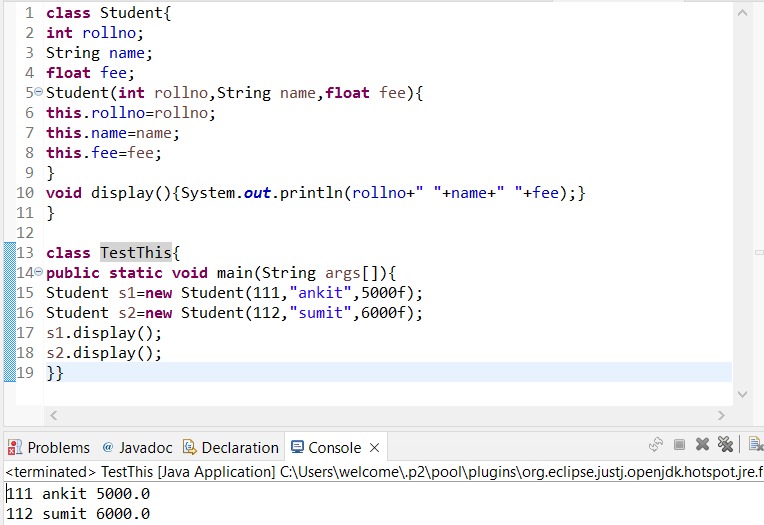 1 class Student{
2 int rollno;
3 String name;
4 float fee;
5 Student(int rollno,String name,float fee){
6 this.rollno=rollno;
7 this.name=name;
8 this.fee=fee;
9 }
10 void display(){System.out.println(rollno+" "+name+" "+fee);}
11 }
12
13 class TestThis{
14 public static void main(String args[]){
15 Student s1=new Student(111,"ankit",5000f);
16 Student s2=new Student(112,"sumit",6000f);
17 s1.display();
18 s2.display();
19 }}
Problems @ Javadoc Declaration Console
<terminated> TestThis [Java Application] C:\Users\welcome\.p2\pool\plugins\org.eclipse.justj.openjdk.hotspot.jre.f
111 ankit 5000.0
112 sumit 6000.0